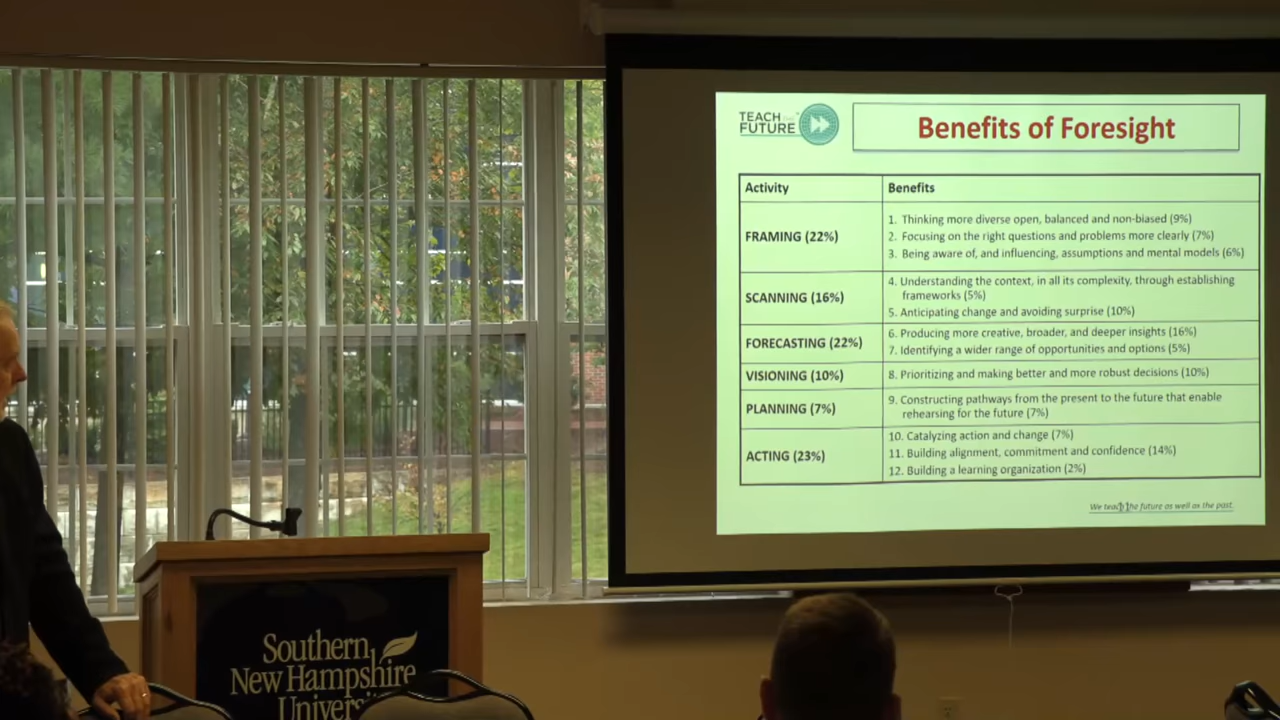 TEACH THE
FUTURE
Benefits of Foresight
Activity
Benefits
FRAMING (22%)
1. Thinking more diverse open, balanced and non-biased (9%)
2. Focusing on the right questions and problems more clearly (7%)
3. Being aware of, and influencing, assumptions and mental models (6%)
SCANNING (16%)
4. Understanding the context, in all its complexity, through establishing
frameworks (5%)
5. Anticipating change and avoiding surprise (10%)
FORECASTING (22%)
6. Producing more creative, broader, and deeper insights (16%)
7. Identifying a wider range of opportunities and options (5%)
VISIONING (10%)
8. Prioritizing and making better and more robust decisions (10%)
PLANNING (7%)
9. Constructing pathways from the present to the future that enable
rehearsing for the future (7%)
ACTING (23%)
10. Catalyzing action and change (7%)
11. Building alignment, commitment and confidence (14%)
12. Building a learning organization (2%)
We teach the future as well as the past.
Southern
New Hampshire
University